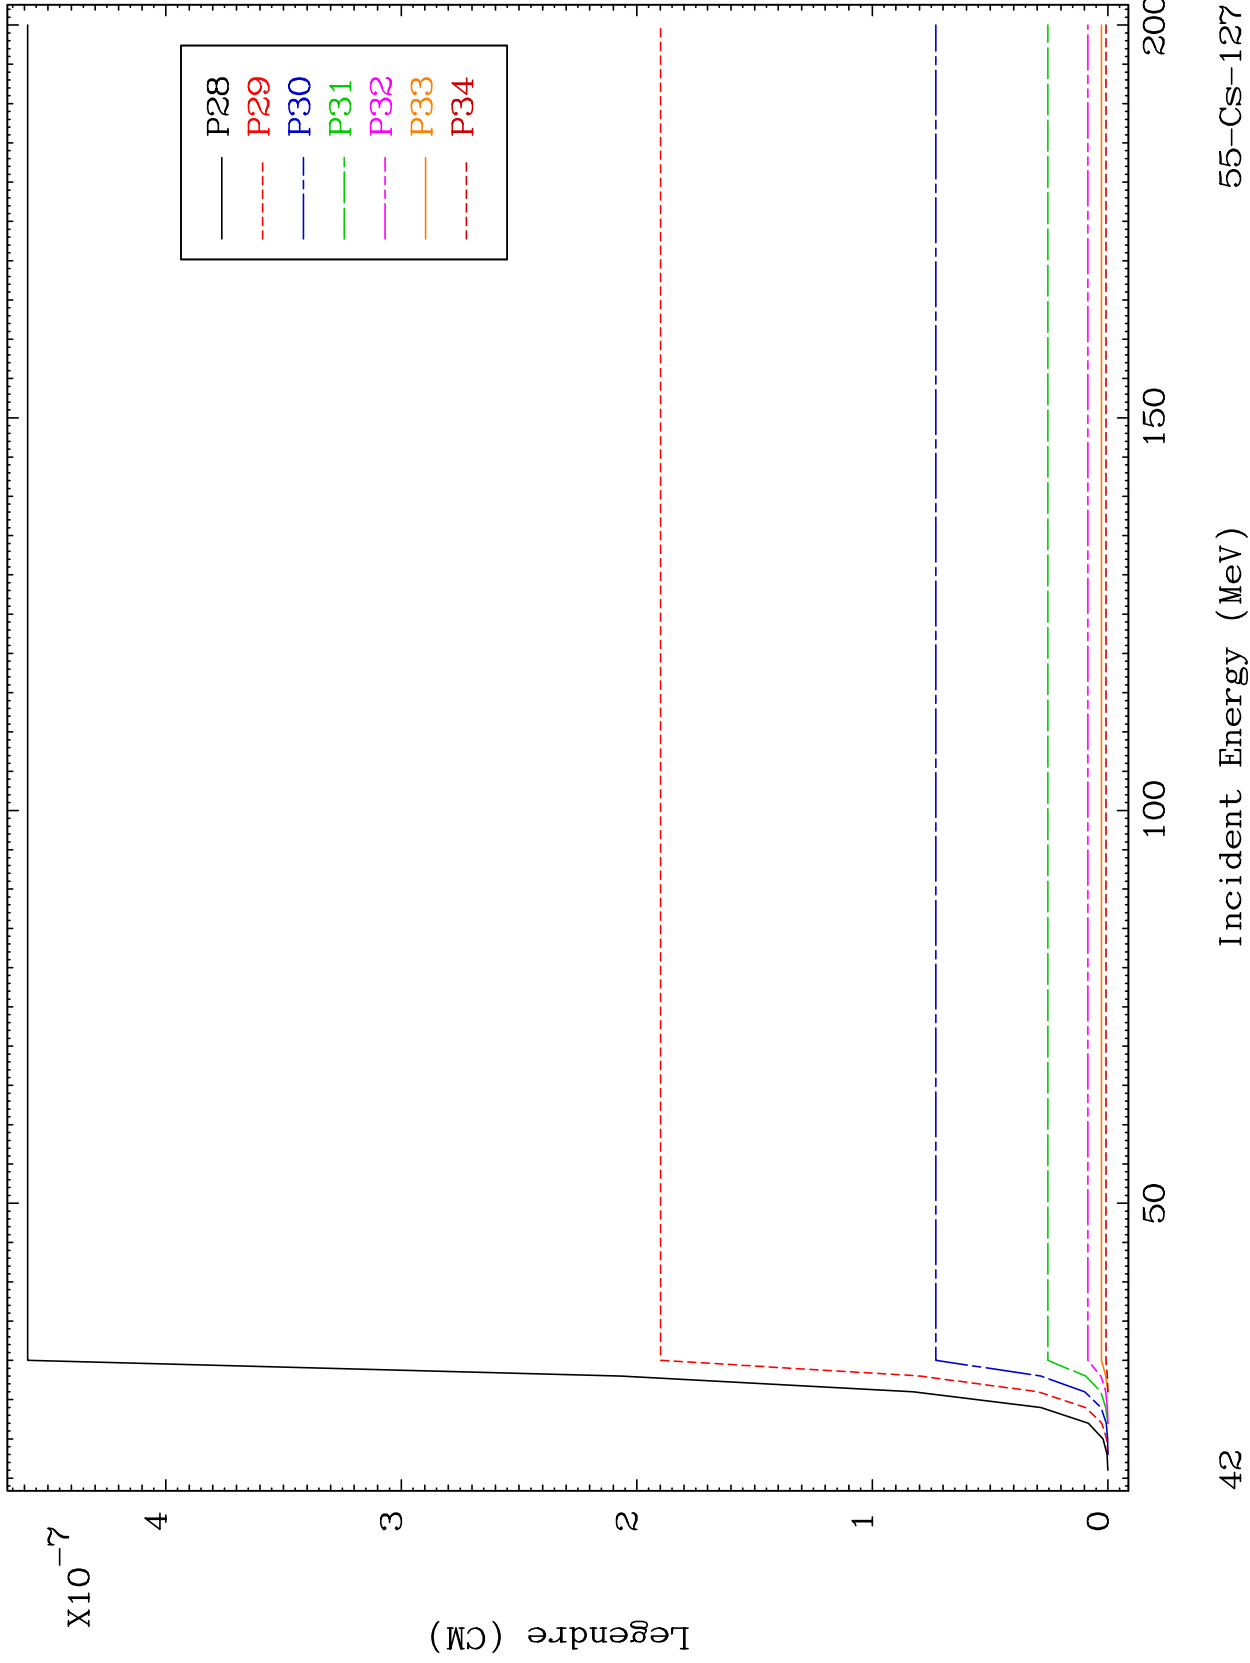 X10-7
Legendre (CM)
4
3
2
1
0
P28
P29
P30
P31
P32
P33
P34
50
100
150
200
Incident Energy (MeV)
42
55-Cs-127